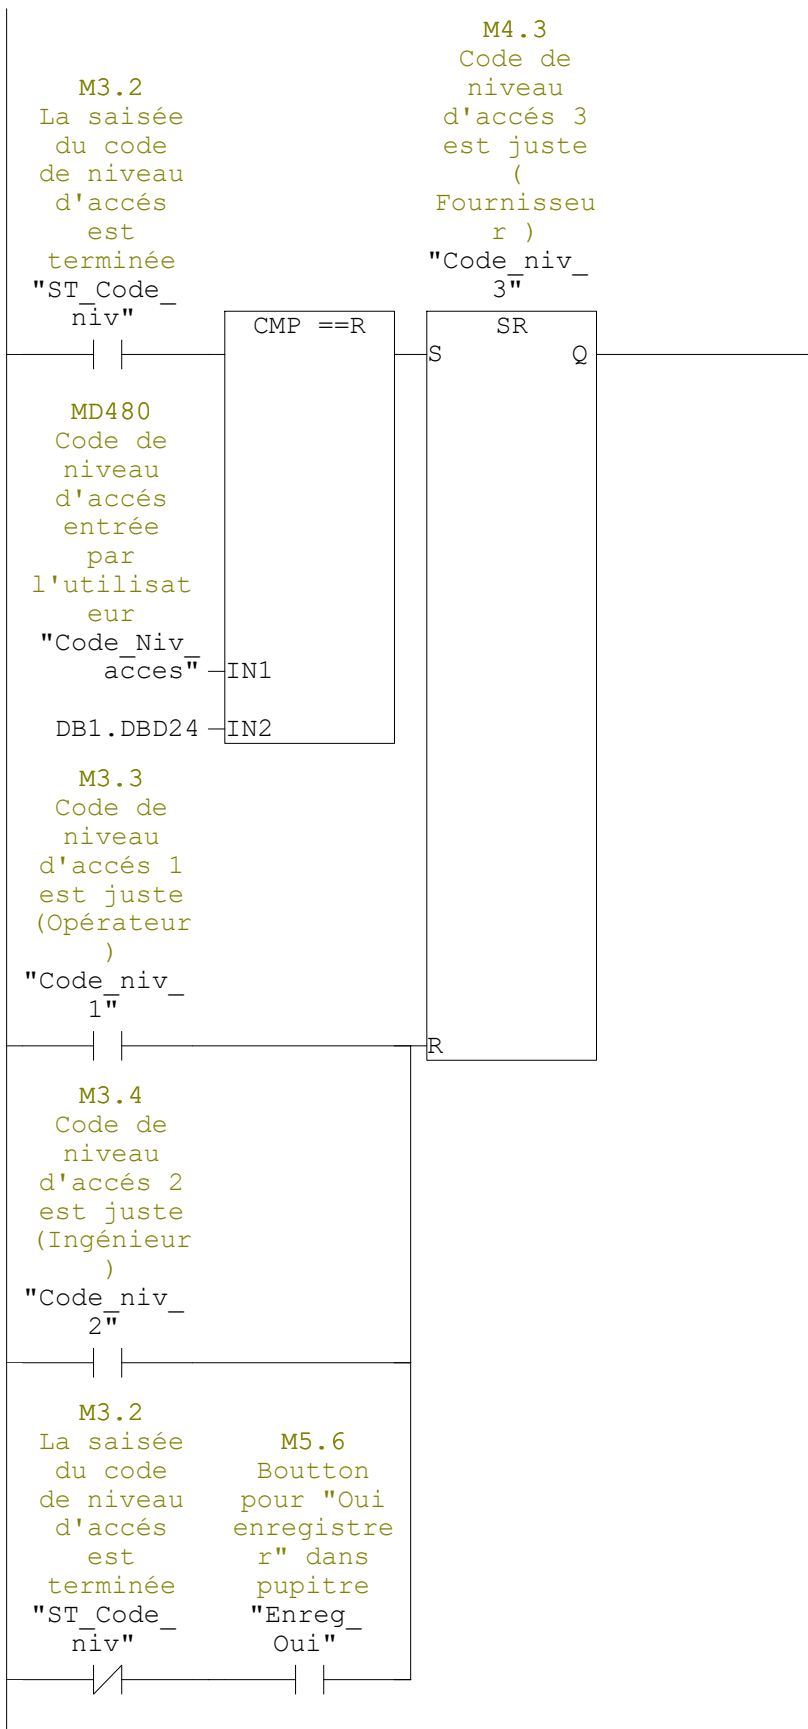 M4.3
Code de
niveau
d'accés 3
est juste
(
Fournisseu
r )
"Code_niv_
3"
M3.2
La saisée
du code
de niveau
d'accés
est
terminée
"ST_Code_
niv"
CMP ==R
SR
S
Q
MD480
Code de
niveau
d'accés
entrée
par
l'utilisat
eur
"Code_Niv_
acces"
IN1
DB1.DBD24
IN2
M3.3
Code de
niveau
d'accés 1
est juste
(Opérateur
)
"Code_niv_
1"
R
M3.4
Code de
niveau
d'accés 2
est juste
(Ingénieur
)
"Code_niv_
2"
M3.2
La saisée
du code
de niveau
d'accés
est
terminée
"ST_Code_
niv"
M5.6
Boutton
pour "Oui
enregistre
r" dans
pupitre
"Enreg_
Oui"